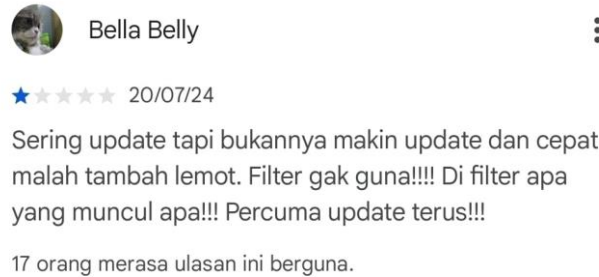 Bella Belly
20/07/24
Sering update tapi bukannya makin update dan cepat
malah tambah lemot. Filter gak guna!!!! Di filter apa
yang muncul apa!!! Percuma update terus!!!
17 orang merasa ulasan ini berguna.